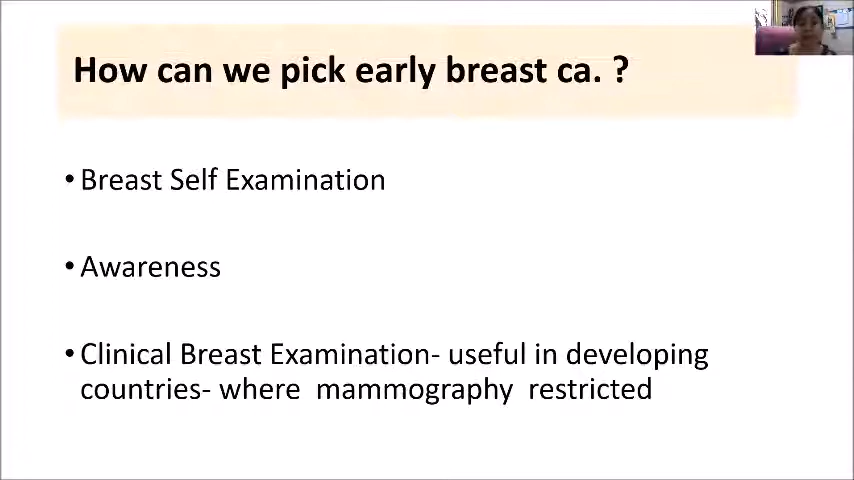 How can we pick early breast ca. ?
• Breast Self Examination
• Awareness
• Clinical Breast Examination- useful in developing
countries- where mammography restricted